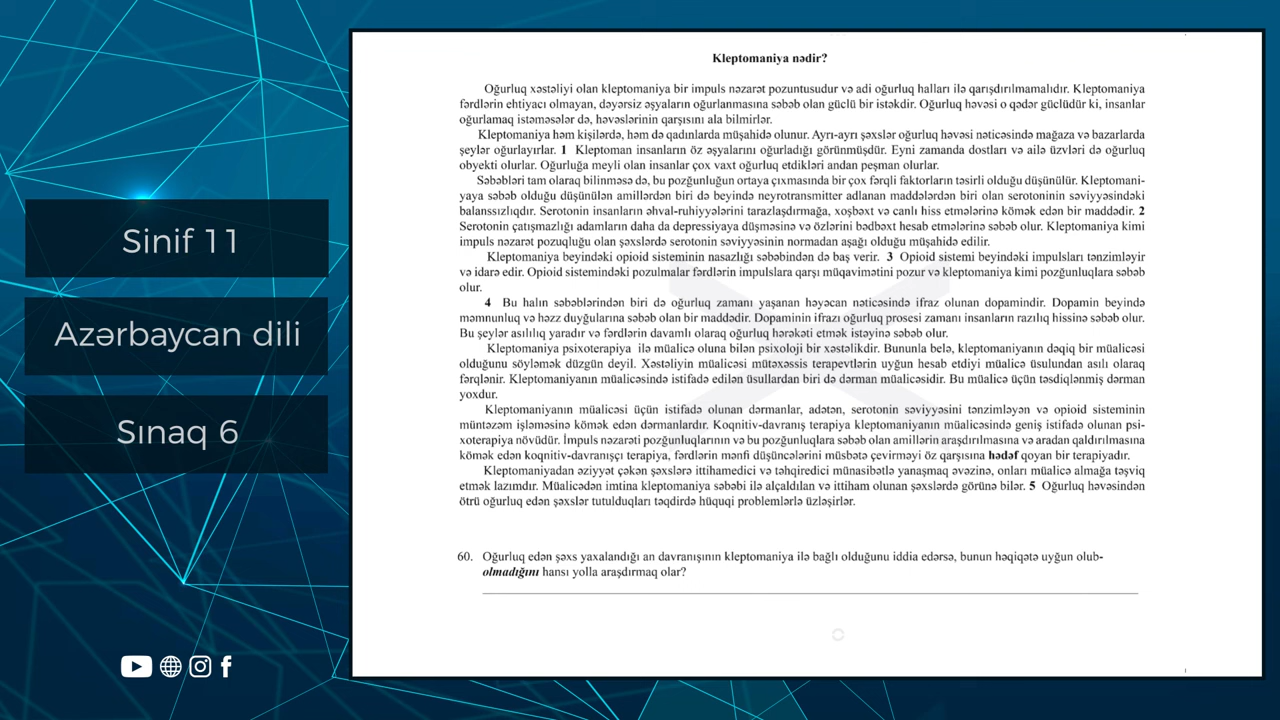 Sinif 11
Azərbaycan dili
Sınaq 6
Kleptomaniya nədir?
Oğurluq xəstəliyi olan kleptomaniya bir impuls nəzarət pozuntusudur və adi oğurluq halları ilə qarışdırılmamalıdır. Kleptomaniya
fərdlərin ehtiyacı olmayan, dəyərsiz əşyaların oğurlanmasına səbəb olan güclü bir istəkdir. Oğurluq həvəsi o qədər güclüdür ki, insanlar
oğurlamaq istəməsələr də, həvəslərinin qarşısını ala bilmirlər.
Kleptomaniya həm kişilərdə, həm də qadınlarda müşahidə olunur. Ayrı-ayrı şəxslər oğurluq həvəsi nəticəsində mağaza və bazarlarda
şeylər oğurlayırlar. 1 Kleptoman insanların öz əşyalarını oğurladığı görünmüşdür. Eyni zamanda dostları və ailə üzvləri də oğurluq
obyekti olurlar. Oğurluğa meyli olan insanlar çox vaxt oğurluq etdikləri andan peşman olurlar.
Səbəbləri tam olaraq bilinməsə də, bu pozğunluğun ortaya çıxmasında bir çox fərqli faktorların təsirli olduğu düşünülür. Kleptomani-
yaya səbəb olduğu düşünülən amillərdən biri də beyində neyrotransmitter adlanan maddələrdən biri olan serotoninin səviyyəsindəki
balanssızlıqdır. Serotonin insanların əhval-ruhiyyələrini tarazlaşdırmağa, xoşbəxt və canlı hiss etmələrinə kömək edən bir maddədir. 2
Serotonin çatışmazlığı adamların daha da depressiyaya düşməsinə və özlərini bədbəxt hesab etmələrinə səbəb olur. Kleptomaniya kimi
impuls nəzarət pozuqluğu olan şəxslərdə serotonin səviyyəsinin normadan aşağı olduğu müşahidə edilir.
Kleptomaniya beyindəki opioid sisteminin nasazlığı səbəbindən də baş verir. 3 Opioid sistemi beyindəki impulsları tənzimləyir
və idarə edir. Opioid sistemindəki pozulmalar fərdlərin impulslara qarşı müqavimətini pozur və kleptomaniya kimi pozğunluqlara səbəb
olur.
4 Bu halın səbəblərindən biri də oğurluq zamanı yaşanan həyəcan nəticəsində ifraz olunan dopamindir. Dopamin beyində
məmnunluq və həzz duyğularına səbəb olan bir maddədir. Dopaminin ifrazı oğurluq prosesi zamanı insanların razılıq hissinə səbəb olur.
Bu şeylər asılılıq yaradır və fərdlərin davamlı olaraq oğurluq hərəkəti etmək istəyinə səbəb olur.
Kleptomaniya psixoterapiya ilə müalicə oluna bilən psixoloji bir xəstəlikdir. Bununla belə, kleptomaniyanın dəqiq bir müalicəsi
olduğunu söyləmək düzgün deyil. Xəstəliyin müalicəsi mütəxəssis terapevtlərin uyğun hesab etdiyi müalicə üsulundan asılı olaraq
fərqlənir. Kleptomaniyanın müalicəsində istifadə edilən üsullardan biri də dərman müalicəsidir. Bu müalicə üçün təsdiqlənmiş dərman
yoxdur.
Kleptomaniyanın müalicəsi üçün istifadə olunan dərmanlar, adətən, serotonin səviyyəsini tənzimləyən və opioid sisteminin
müntəzəm işləməsinə kömək edən dərmanlardır. Koqnitiv-davranış terapiya kleptomaniyanın müalicəsində geniş istifadə olunan psi-
xoterapiya növüdür. İmpuls nəzarəti pozğunluqlarının və bu pozğunluqlara səbəb olan amillərin araşdırılmasına və aradan qaldırılmasına
kömək edən koqnitiv-davranışçı terapiya, fərdlərin mənfi düşüncələrini müsbətə çevirməyi öz qarşısına hədəf qoyan bir terapiyadır.
Kleptomaniyadan əziyyət çəkən şəxslərə ittihamedici və təhqiredici münasibətlə yanaşmaq əvəzinə, onları müalicə almağa təşviq
etmək lazımdır. Müalicədən imtina kleptomaniya səbəbi ilə alçaldılan və ittiham olunan şəxslərdə görünə bilər. 5 Oğurluq həvəsindən
ötrü oğurluq edən şəxslər tutulduqları təqdirdə hüquqi problemlərlə üzləşirlər.
60. Oğurluq edən şəxs yaxalandığı an davranışının kleptomaniya ilə bağlı olduğunu iddia edərsə, bunun həqiqətə uyğun olub-
olmadığını hansı yolla araşdırmaq olar?